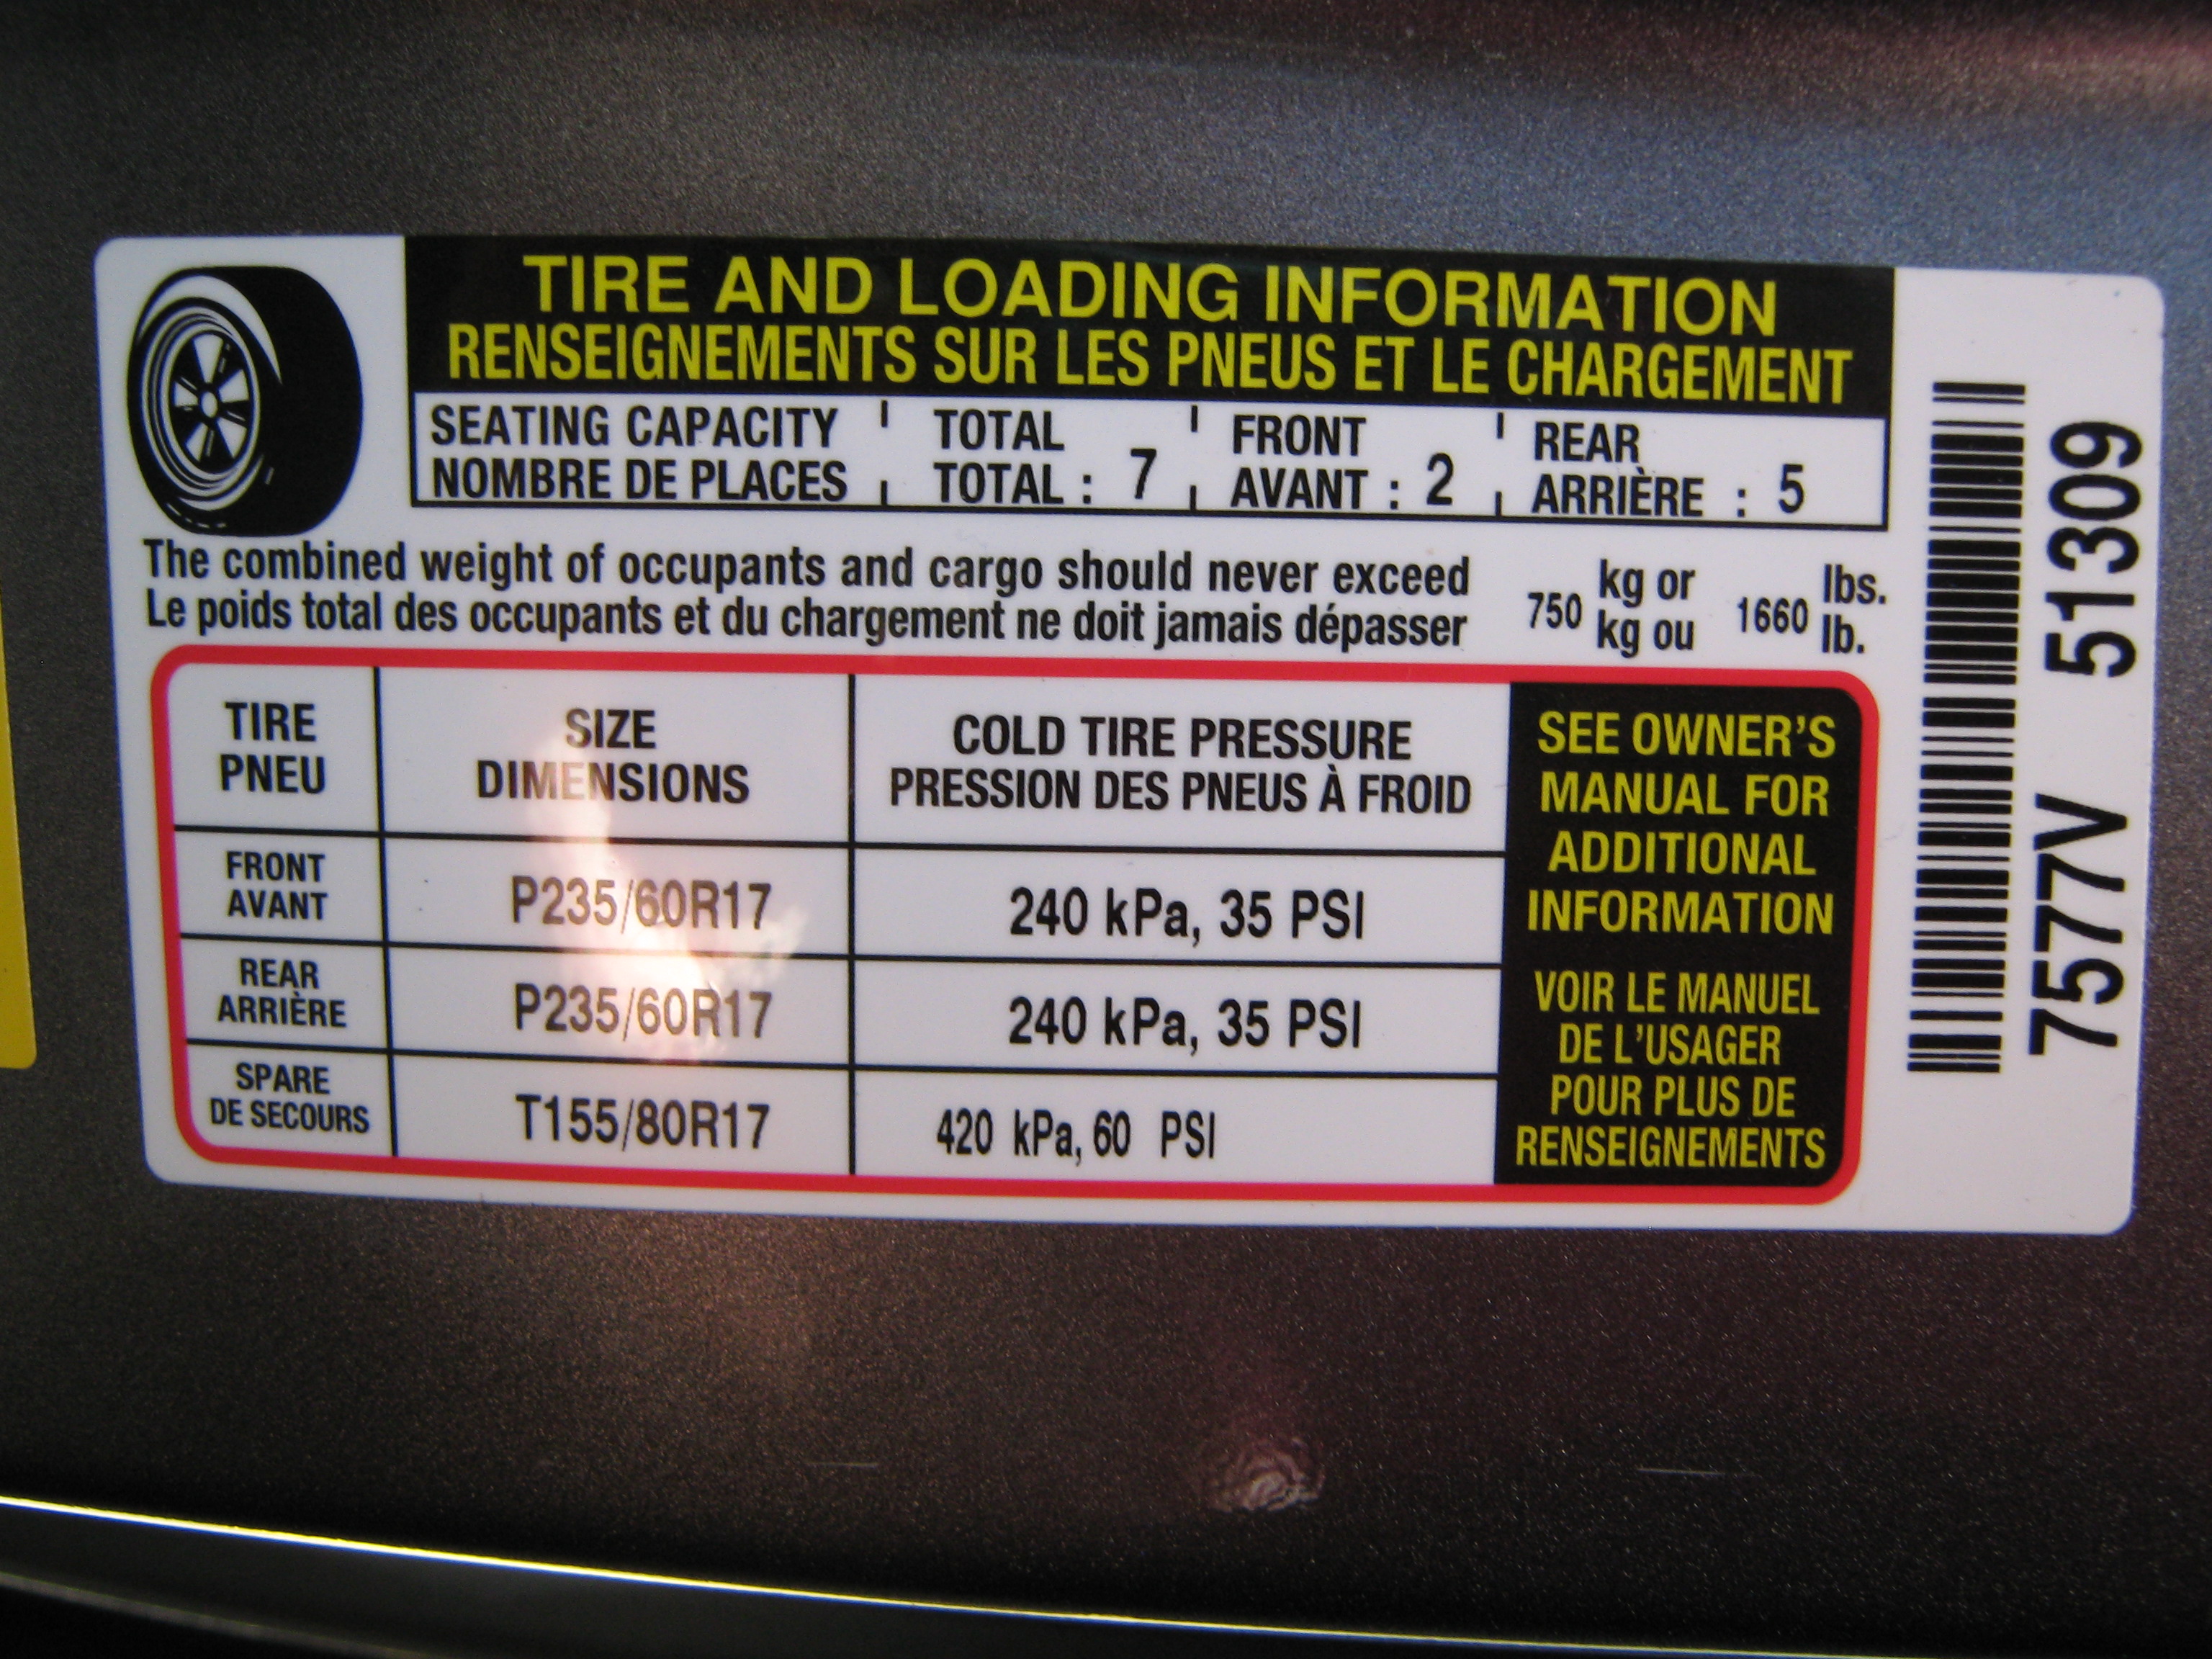 TIRE AND LOADING INFORMATION
RENSEIGNEMENTS SUR LES PNEUS ET LE CHARGEMENT
SEATING CAPACITY TOTAL FRONT REAR
NOMBRE DE PLACES TOTAL : 7 AVANT : 2 ARRIÈRE : 5
The combined weight of occupants and cargo should never exceed 750 kg or 1660 lbs.
Le poids total des occupants et du chargement ne doit jamais dépasser kg ou lb.
TIRE SIZE COLD TIRE PRESSURE
PNEU DIMENSIONS PRESSION DES PNEUS À FROID
FRONT
AVANT P235/60R17 240 kPa, 35 PSI
REAR
ARRIÈRE P235/60R17 240 kPa, 35 PSI
SPARE
DE SECOURS T155/80R17 420 kPa, 60 PSI
SEE OWNER'S
MANUAL FOR
ADDITIONAL
INFORMATION
VOIR LE MANUEL
DE L'USAGER
POUR PLUS DE
RENSEIGNEMENTS
7577V 51309